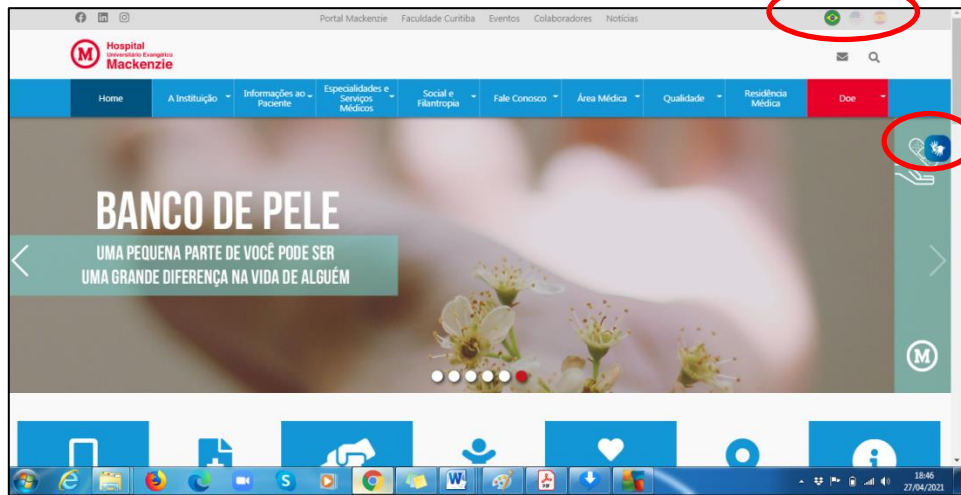 Portal Mackenzie Faculdade Curitiba Eventos Colaboradores Notícias
Hospital
Universitário Evangélico
Mackenzie
M
Home
A Instituição
Informações ao
Paciente
Especialidades e
Serviços
Médicos
Social e
Filantropia
Fale Conosco
Área Médica
Qualidade
Residência
Médica
Doe
BANCO DE PELE
UMA PEQUENA PARTE DE VOCÊ PODE SER
UMA GRANDE DIFERENÇA NA VIDA DE ALGUÉM
M
18:46
27/04/2021